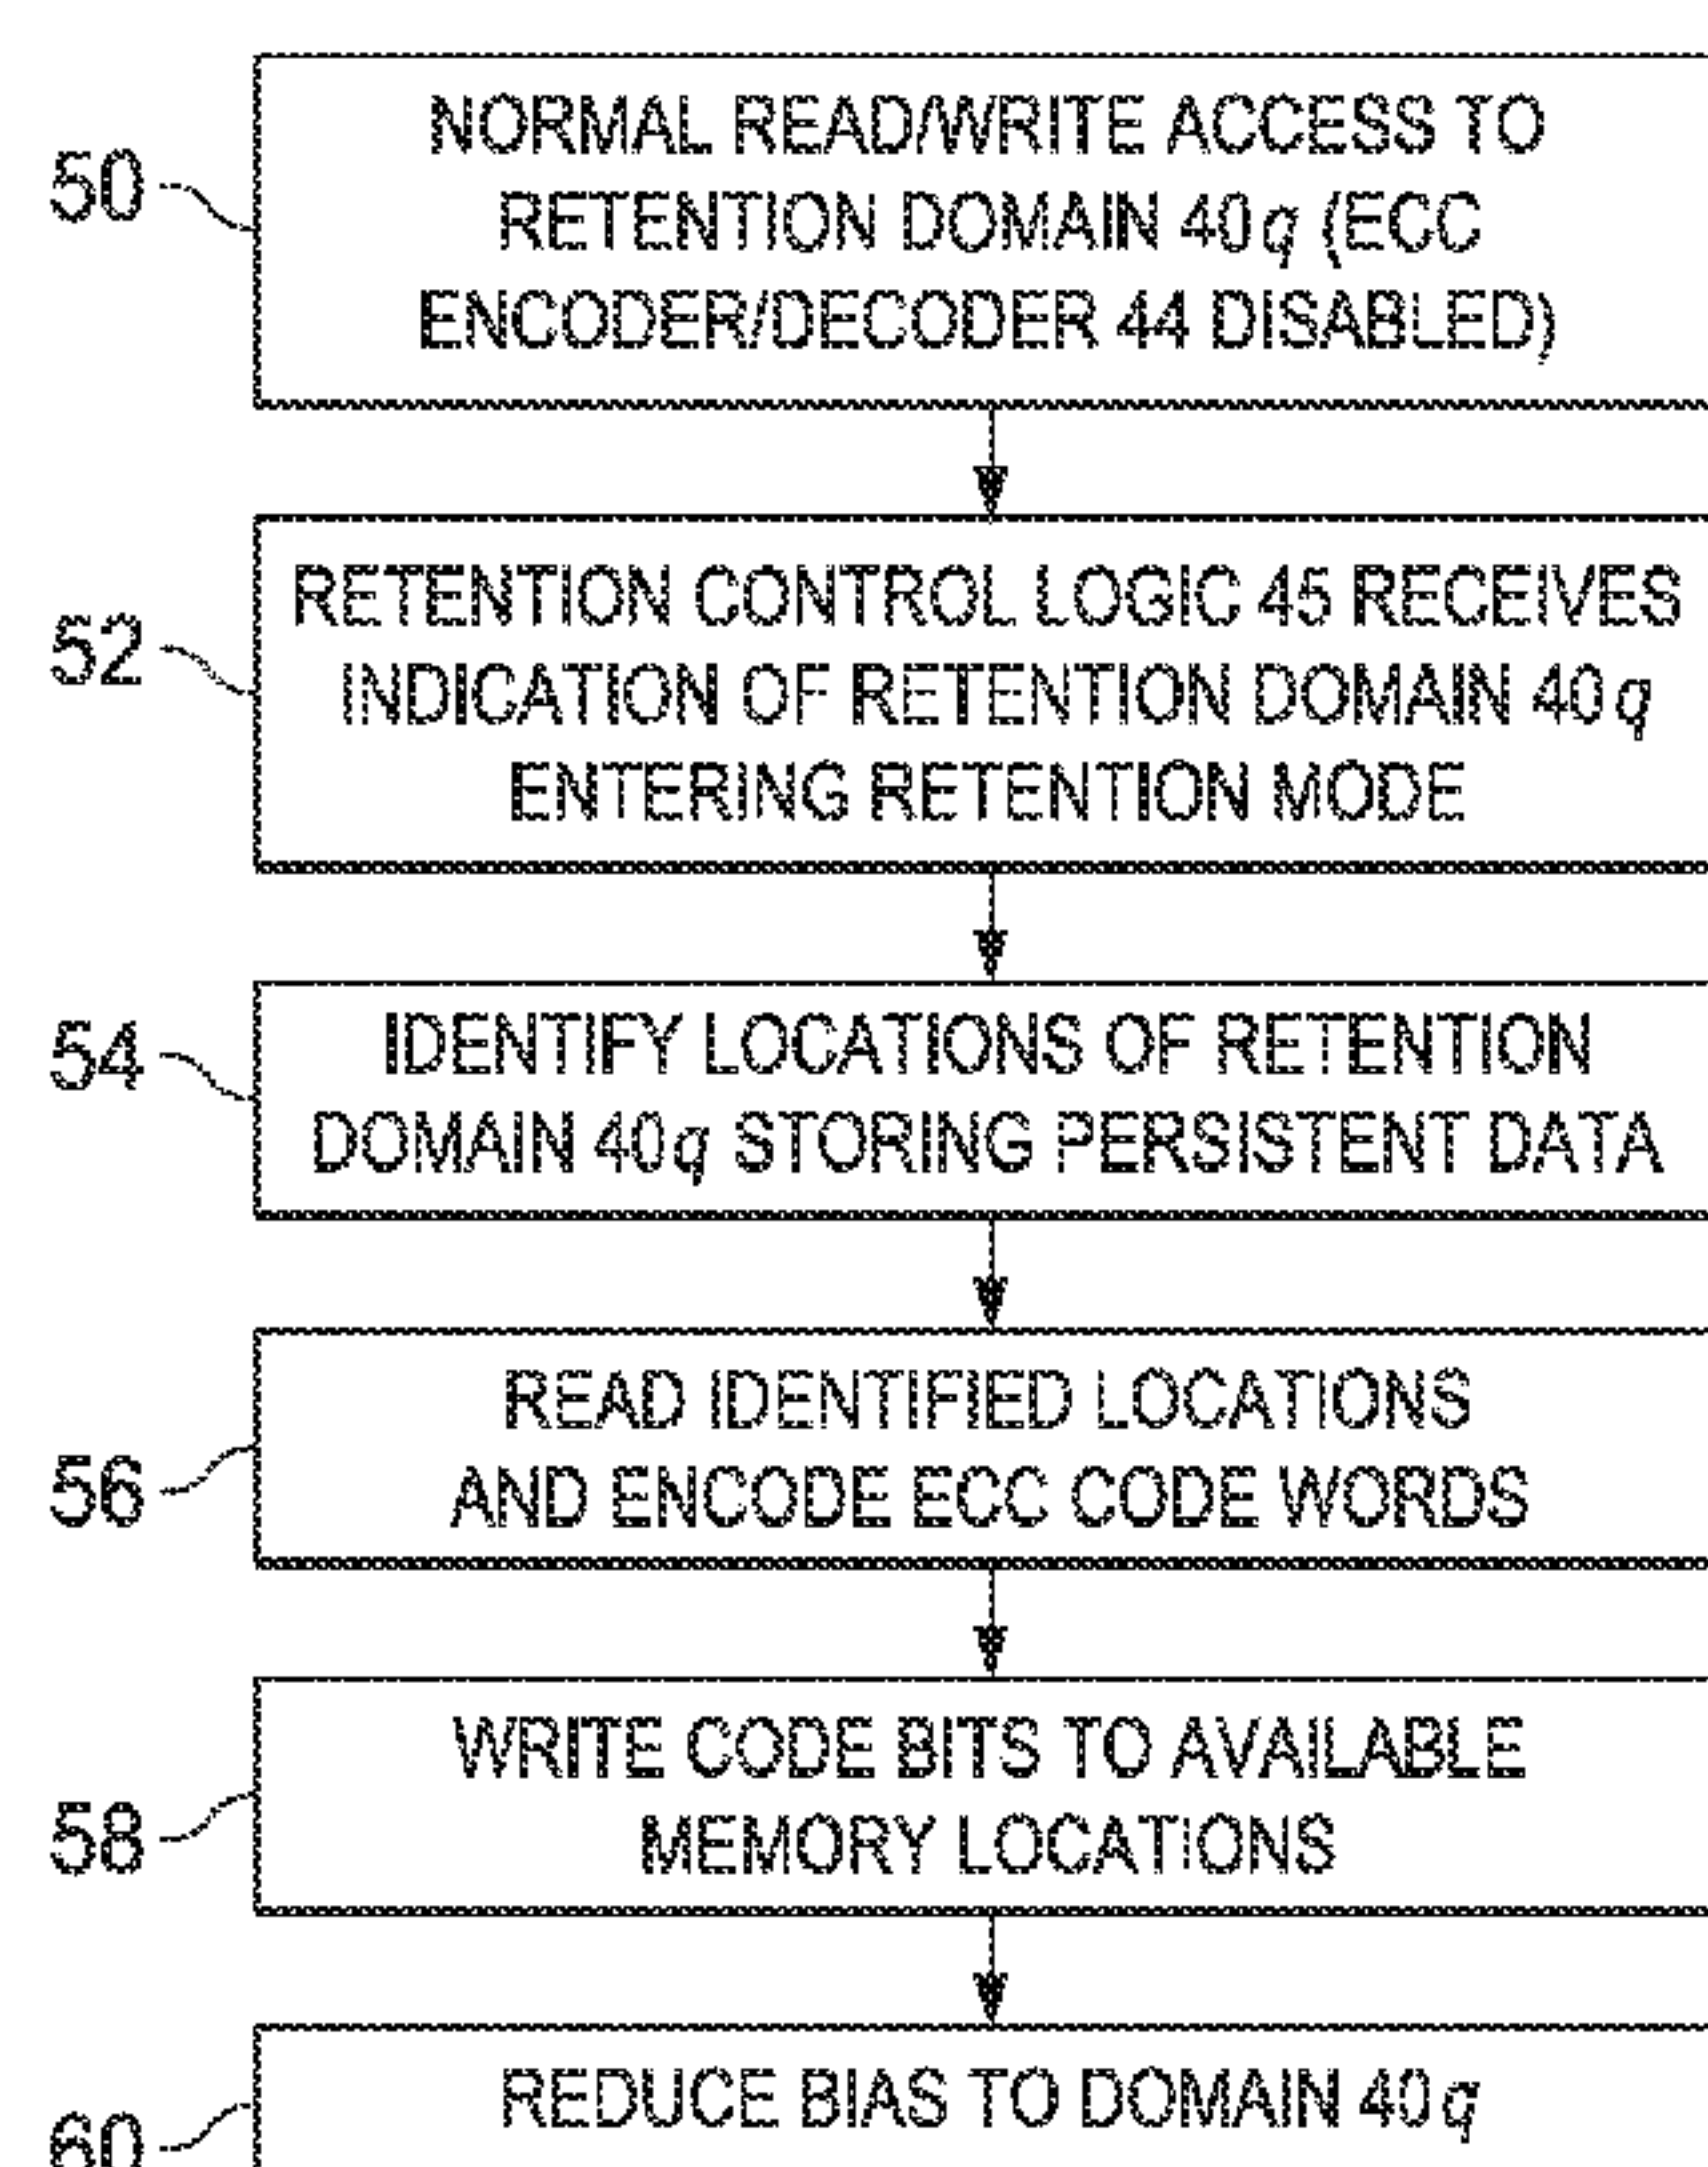 50
NORMAL READ/WRITE ACCESS TO
RETENTION DOMAIN 40q (ECC
ENCODER/DECODER 44 DISABLED)
52
RETENTION CONTROL LOGIC 45 RECEIVES
INDICATION OF RETENTION DOMAIN 40q
ENTERING RETENTION MODE
54
IDENTIFY LOCATIONS OF RETENTION
DOMAIN 40q STORING PERSISTENT DATA
56
READ IDENTIFIED LOCATIONS
AND ENCODE ECC CODE WORDS
58
WRITE CODE BITS TO AVAILABLE
MEMORY LOCATIONS
60
REDUCE BIAS TO DOMAIN 40q